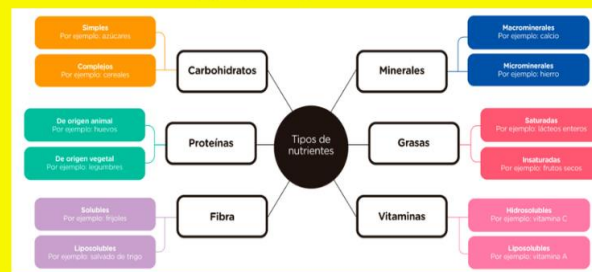 Simples
Por ejemplo: azúcares
Complejos
Por ejemplo: cereales
Carbohidratos
De origen animal
Por ejemplo: huevos
De origen vegetal
Por ejemplo: legumbres
Proteínas
Solubles
Por ejemplo: frijoles
Liposolubles
Por ejemplo: salvado de trigo
Fibra
Tipos de
nutrientes
Minerales
Macrominerales
Por ejemplo: calcio
Microminerales
Por ejemplo: hierro
Grasas
Saturadas
Por ejemplo: lácteos enteros
Insaturadas
Por ejemplo: frutos secos
Vitaminas
Hidrosolubles
Por ejemplo: vitamina C
Liposolubles
Por ejemplo: vitamina A